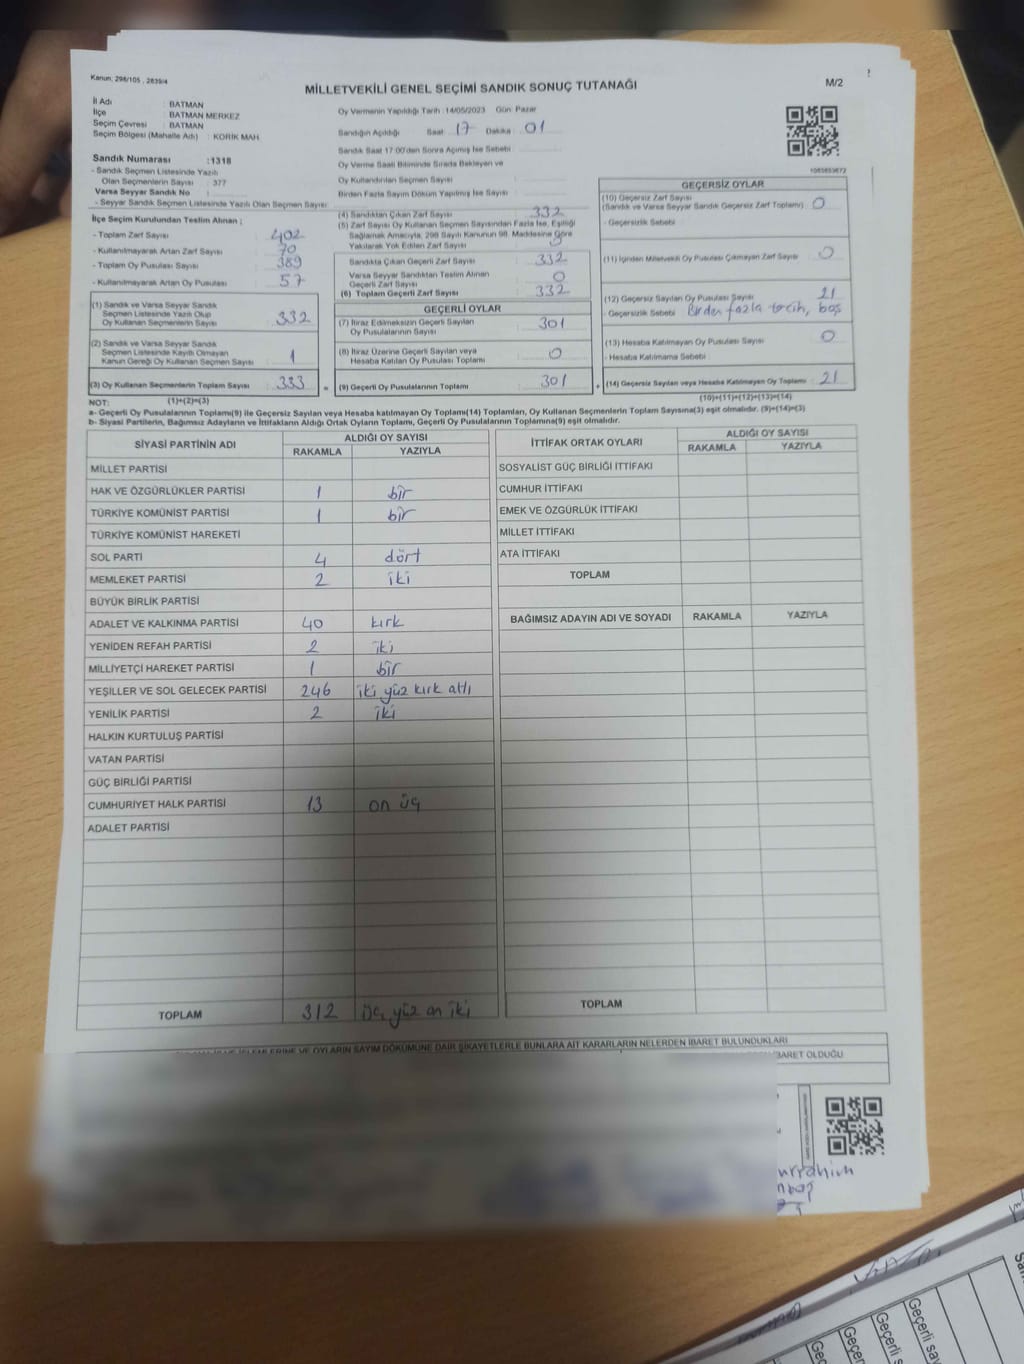 Kanun: 298/105 , 2839/4
MİLLETVEKİLİ GENEL SEÇİMİ SANDIK SONUÇ TUTANAĞI
M/2
İl Adı : BATMAN
İlçe : BATMAN MERKEZ
Seçim Çevresi : BATMAN
Seçim Bölgesi (Mahalle Adı) : KORİK MAH.
Sandık Numarası :1318
- Sandık Seçmen Listesinde Yazılı
Olan Seçmenlerin Sayısı : 377
Varsa Seyyar Sandık No :
- Seyyar Sandık Seçmen Listesinde Yazılı Olan Seçmen Sayısı:
Oy Vermenin Yapıldığı Tarih :14/05/2023 Gün: Pazar
Sandığın Açıldığı Saat 17 Dakika : 01
Sandık Saat 17:00'den Sonra Açılmış İse Sebebi :
Oy Verme Saati Bitiminde Sırada Bekleyen ve
Oy Kullandırılan Seçmen Sayısı
Birden Fazla Sayım Döküm Yapılmış İse Sayısı :
İlçe Seçim Kurulundan Teslim Alınan ;
- Toplam Zarf Sayısı : 402
- Kullanılmayarak Artan Zarf Sayısı : 70
- Toplam Oy Pusulası Sayısı : 389
- Kullanılmayarak Artan Oy Pusulası : 57
(1) Sandık ve Varsa Seyyar Sandık
Seçmen Listesinde Yazılı Olup
Oy Kullanan Seçmenlerin Sayısı : 332
(2) Sandık ve Varsa Seyyar Sandık
Seçmen Listesinde Kayıtlı Olmayan
Kanun Gereği Oy Kullanan Seçmen Sayısı : 1
(3) Oy Kullanan Seçmenlerin Toplam Sayısı : 333
(4) Sandıktan Çıkan Zarf Sayısı : 332
(5) Zarf Sayısı Oy Kullanan Seçmen Sayısından Fazla İse, Eşitliği
Sağlamak Amacıyla, 298 Sayılı Kanunun 98. Maddesine Göre
Yakılarak Yok Edilen Zarf Sayısı
Sandıkta Çıkan Geçerli Zarf Sayısı : 332
Varsa Seyyar Sandıktan Teslim Alınan
Geçerli Zarf Sayısı : 0
(6) Toplam Geçerli Zarf Sayısı : 332
GEÇERLİ OYLAR
(7) İtiraz Edilmeksizin Geçerli Sayılan
Oy Pusulalarının Sayısı : 301
(8) İtiraz Üzerine Geçerli Sayılan veya
Hesaba Katılan Oy Pusulası Toplamı : 0
= (9) Geçerli Oy Pusulalarının Toplamı : 301
1083693672
GEÇERSİZ OYLAR
(10) Geçersiz Zarf Sayısı
(Sandık ve Varsa Seyyar Sandık Geçersiz Zarf Toplamı) : 0
- Geçersizlik Sebebi :
(11) İçinden Milletvekili Oy Pusulası Çıkmayan Zarf Sayısı : 0
(12) Geçersiz Sayılan Oy Pusulası Sayısı : 21
- Geçersizlik Sebebi : Birden fazla tercih, boş
(13) Hesaba Katılmayan Oy Pusulası Sayısı : 0
- Hesaba Katılmama Sebebi :
+ (14) Geçersiz Sayılan veya Hesaba Katılmayan Oy Toplamı : 21
NOT: (1)+(2)=(3)
(10)+(11)+(12)+(13)=(14)
a- Geçerli Oy Pusulalarının Toplamı(9) ile Geçersiz Sayılan veya Hesaba katılmayan Oy Toplamı(14) Toplamları, Oy Kullanan Seçmenlerin Toplam Sayısına(3) eşit olmalıdır. (9)+(14)=(3)
b- Siyasi Partilerin, Bağımsız Adayların ve İttifakların Aldığı Oyların Toplamı, Geçerli Oy Pusulalarının Toplamına(9) eşit olmalıdır.
SİYASİ PARTİNİN ADI ALDIĞI OY SAYISI
RAKAMLA YAZIYLA
MİLLET PARTİSİ
HAK VE ÖZGÜRLÜKLER PARTİSİ 1 bir
TÜRKİYE KOMÜNİST PARTİSİ 1 bir
TÜRKİYE KOMÜNİST HAREKETİ
SOL PARTİ 4 dört
MEMLEKET PARTİSİ 2 iki
BÜYÜK BİRLİK PARTİSİ
ADALET VE KALKINMA PARTİSİ 40 kırk
YENİDEN REFAH PARTİSİ 2 iki
MİLLİYETÇİ HAREKET PARTİSİ 1 bir
YEŞİLLER VE SOL GELECEK PARTİSİ 246 iki yüz kırk altı
YENİLİK PARTİSİ 2 iki
HALKIN KURTULUŞ PARTİSİ
VATAN PARTİSİ
GÜÇ BİRLİĞİ PARTİSİ
CUMHURİYET HALK PARTİSİ 13 on üç
ADALET PARTİSİ
TOPLAM 312 Üç yüz on iki
İTTİFAK ORTAK OYLARI ALDIĞI OY SAYISI
RAKAMLA YAZIYLA
SOSYALİST GÜÇ BİRLİĞİ İTTİFAKI
CUMHUR İTTİFAKI
EMEK VE ÖZGÜRLÜK İTTİFAKI
MİLLET İTTİFAKI
ATA İTTİFAKI
TOPLAM
BAĞIMSIZ ADAYIN ADI VE SOYADI RAKAMLA YAZIYLA
TOPLAM
VE OYLARIN SAYIM DÖKÜMÜNE DAİR ŞİKAYETLERLE BUNLARA AİT KARARLARIN NELERDEN İBARET BULUNDUKLARI
BARET OLDUĞU
urrahim
Geçerli say
Geçerli s
Geçer
Geç